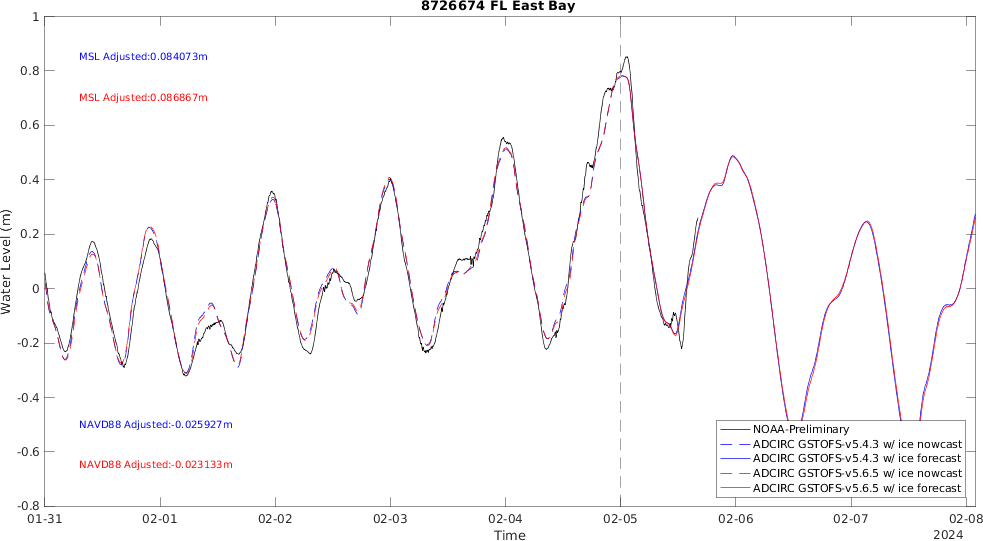 8726674 FL East Bay
1
0.8
0.6
0.4
0.2
0
-0.2
-0.4
-0.6
-0.8
Water Level (m)
MSL Adjusted:0.084073m
MSL Adjusted:0.086867m
NAVD88 Adjusted:-0.025927m
NAVD88 Adjusted:-0.023133m
NOAA-Preliminary
ADCIRC GSTOFS-v5.4.3 w/ ice nowcast
ADCIRC GSTOFS-v5.4.3 w/ ice forecast
ADCIRC GSTOFS-v5.6.5 w/ ice nowcast
ADCIRC GSTOFS-v5.6.5 w/ ice forecast
01-31 02-01 02-02 02-03 02-04 02-05 02-06 02-07 02-08
Time
2024